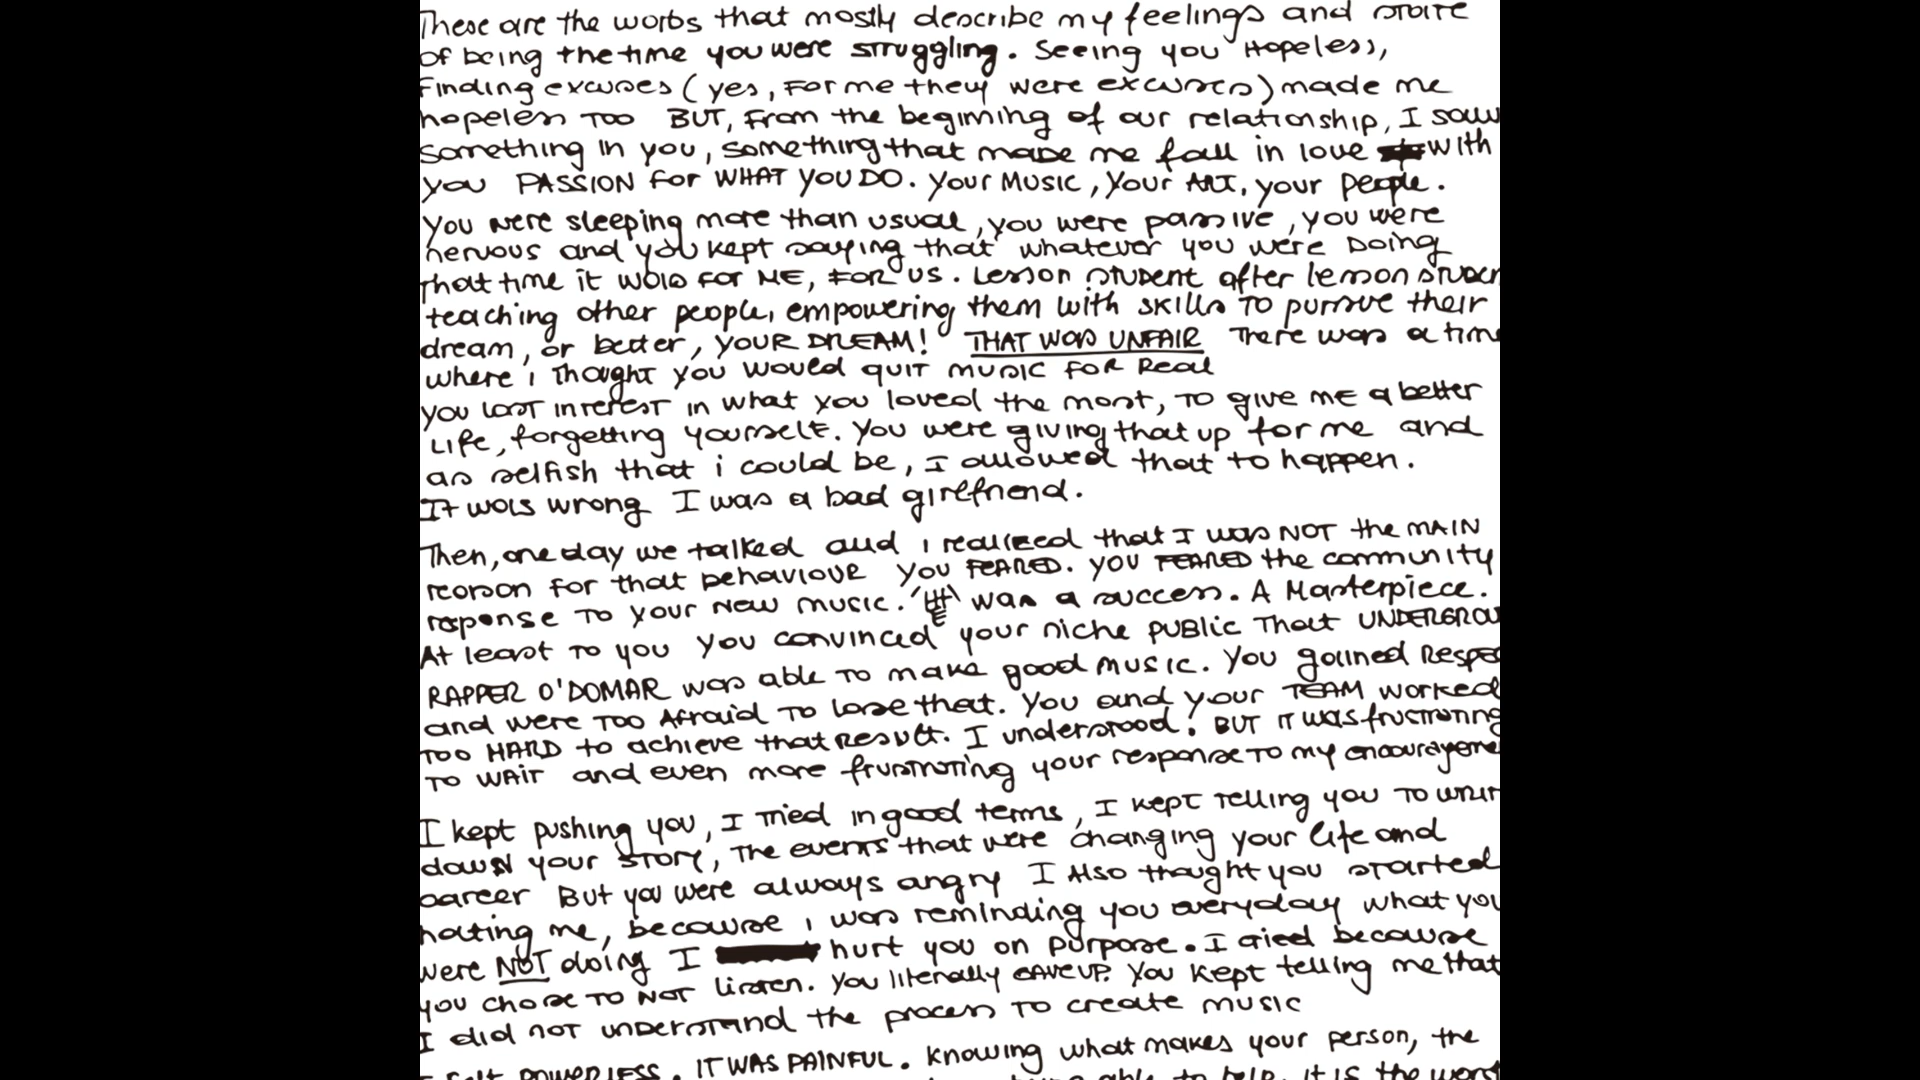 These are the words that mostly describe my feelings and state
of being the time you were struggling. Seeing you Hopeless,
Finding excuses (yes, For me they were excuses) made me
hopeless TOO BUT, From the beginning of our relationship, I saw
something in you, something that made me fall in love with
you PASSION FOR WHAT YOU DO. Your MUSIC, Your ART, your people.
You were sleeping more than usual, you were passive, you were
nervous and you kept saying that whatever you were DOING
that time it was FOR ME, FOR US. Lesson student after lesson studen
teaching other people, empowering them with skills TO pursue their
dream, or better, YOUR DREAM! THAT WAS UNFAIR There was a time
where i thought you would QUIT MUSIC FOR Real
you lost interest in what you loved the most, TO give ME a better
LIFE, forgetting yourself. You were giving that up for me and
as selfish that i could be, I allowed that to happen.
It was wrong I was a bad girlfriend.
Then, one day we talked and i realized that I was NOT the MAIN
reason for that behaviour you FEARED. you FEARED the community
response TO your New music. was a success. A Masterpiece.
At least TO you You convinced your niche PUBLIC That UNDERGROU
RAPPER O'DOMAR was able TO make good MUSIC. You gained Respec
and were TOO Afraid TO lose that. You and your TEAM worked
TOO HARD to achieve that Result. I understood! BUT IT was frustrating
TO WAIT and even more frustrating your response TO my encourageme
I kept pushing you, I Tried in good terms, I kept Telling you TO
down your STORY, The events that were changing your life and
career But you were always angry I Also thought you started
hating me, because i was reminding you everyday what you
were NOT doing I hurt you on purpose. I cried because
you chose TO NOT listen. You literally GAVE UP. You kept telling me that
I did not understand the process TO create music
I felt POWERLESS. IT WAS PAINFUL. Knowing what makes your person, the
able to help, it is the worst